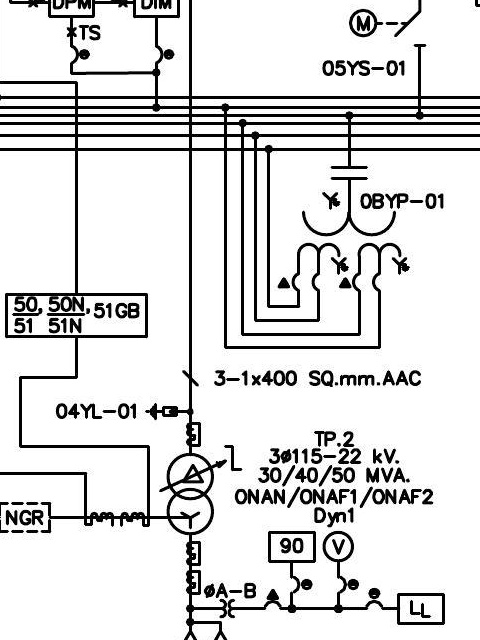 DPM
DIM
TS
M
05YS-01
0BYP-01
50, 50N, 51GB
51 51N
3-1x400 SQ.mm.AAC
04YL-01
TP.2
3ø115-22 kV.
30/40/50 MVA.
ONAN/ONAF1/ONAF2
Dyn1
NGR
90
V
øA-B
LL